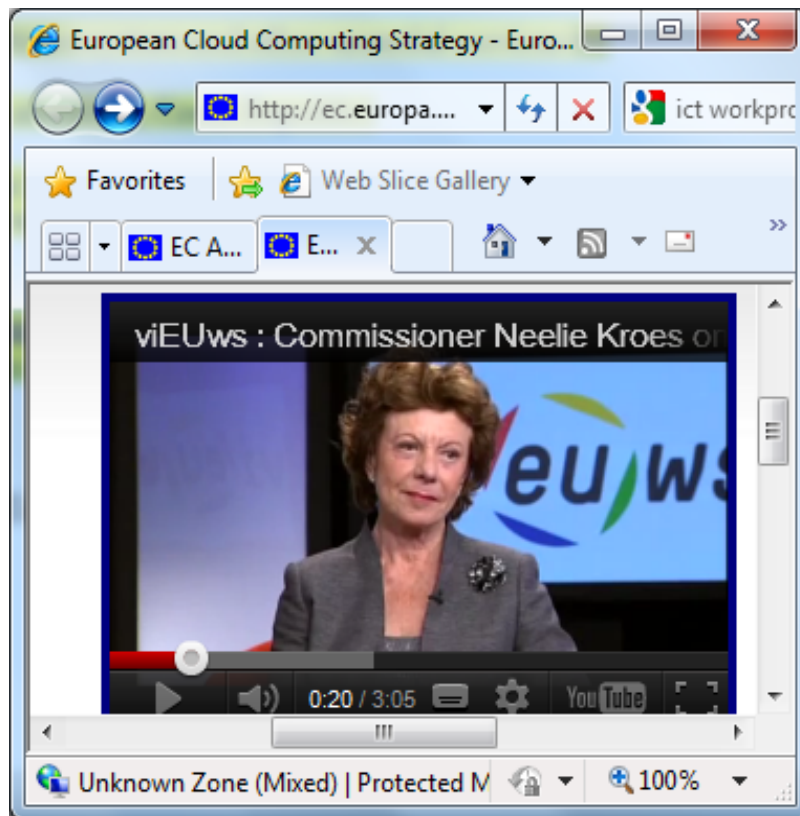 European Cloud Computing Strategy - Euro...
http://ec.europa....
ict workpro
Favorites
Web Slice Gallery
EC A...
E...
viEUws : Commissioner Neelie Kroes on
euws
0:20 / 3:05
YouTube
Unknown Zone (Mixed) | Protected M
100%